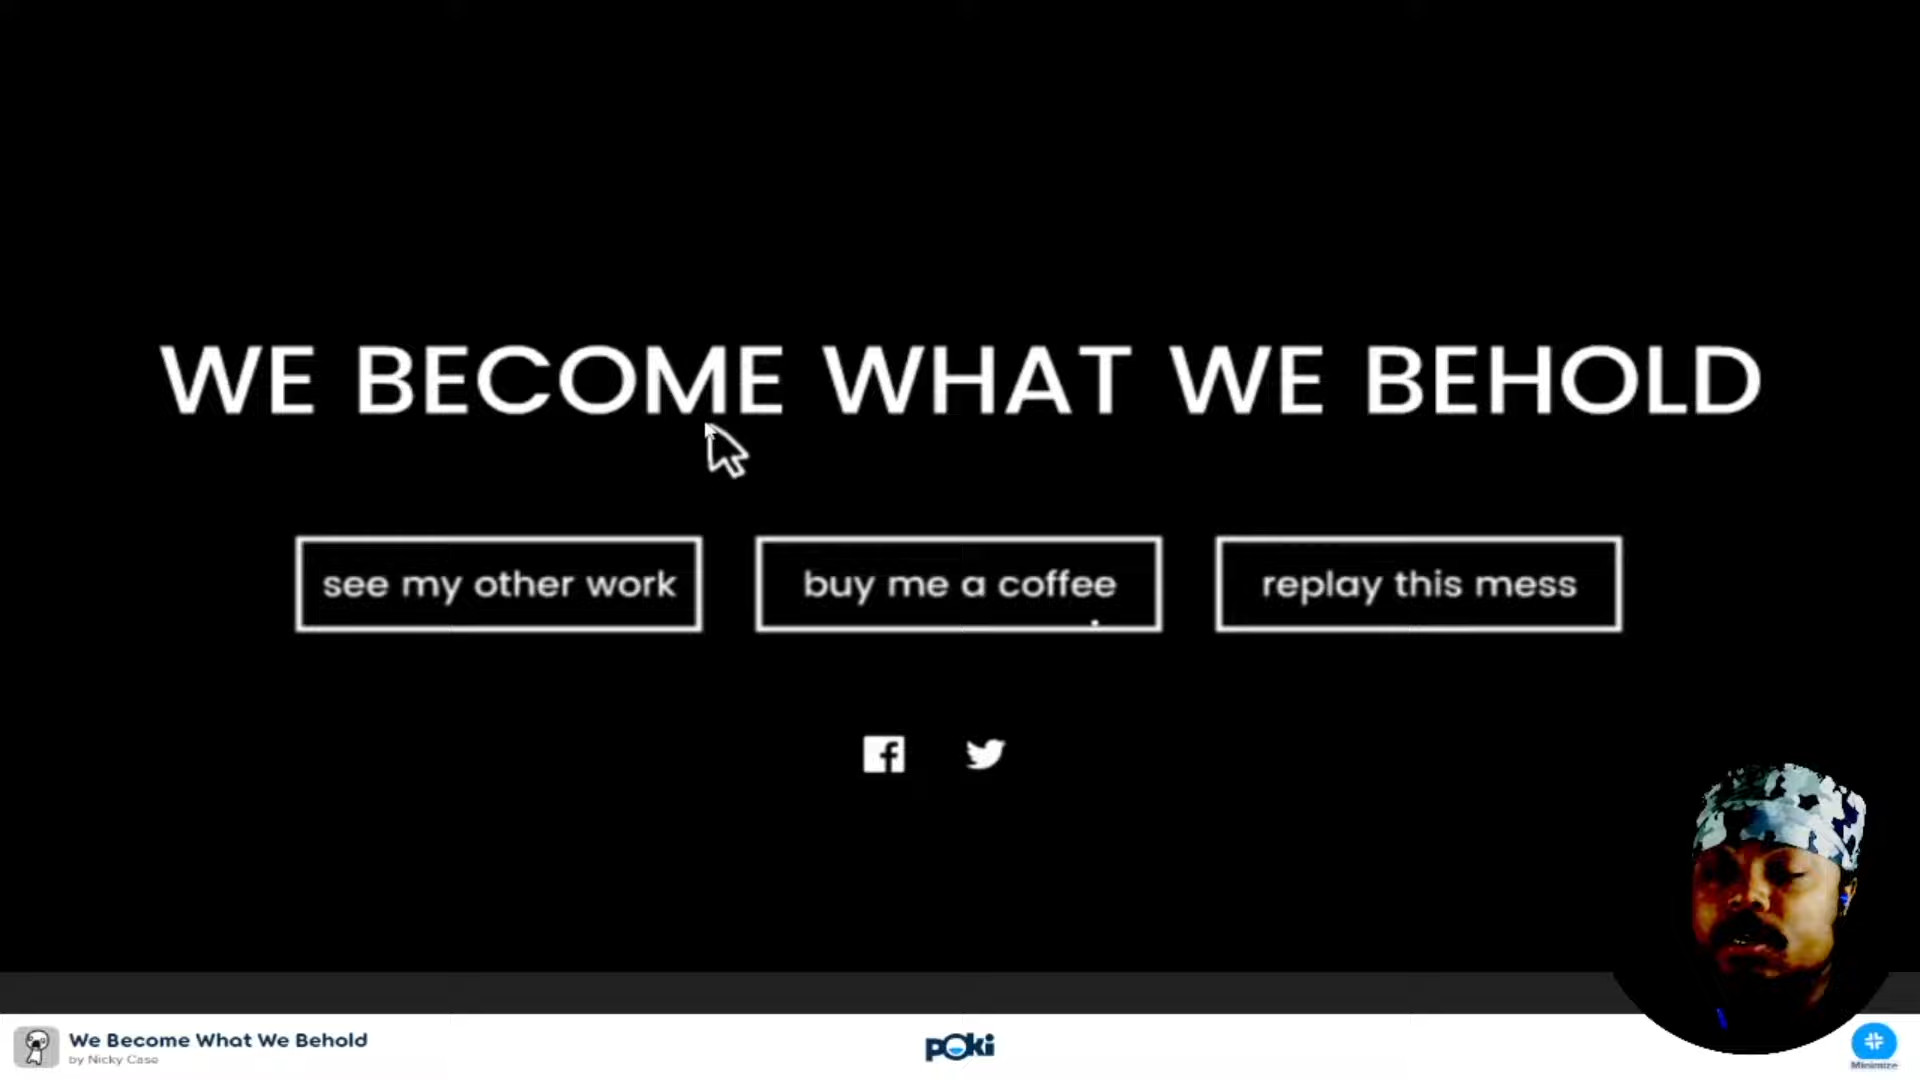 WE BECOME WHAT WE BEHOLD
see my other work
buy me a coffee
replay this mess
We Become What We Behold
by Nicky Case
poki
Minimize